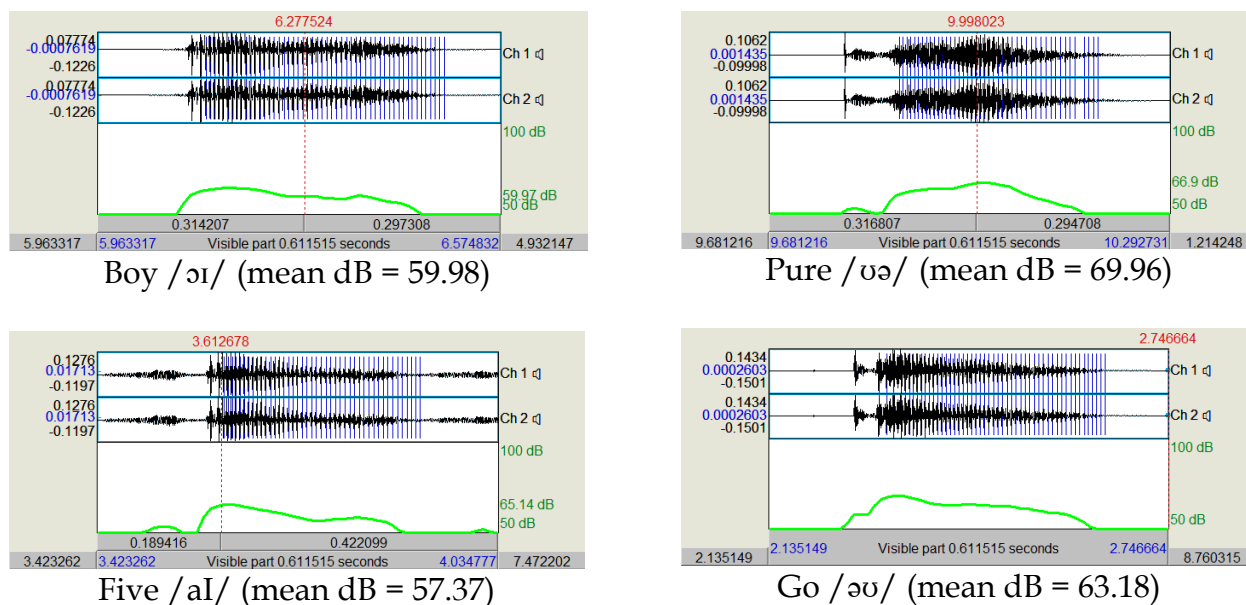 6.277524
0.07774
-0.0007619
-0.1226
Ch 1
0.07774
-0.0007619
-0.1226
Ch 2
100 dB
59.97 dB
50 dB
0.314207 0.297308
5.963317 5.963317 Visible part 0.611515 seconds 6.574832 4.932147
Boy /ɔɪ/ (mean dB = 59.98)
9.998023
0.1062
0.001435
-0.09998
Ch 1
0.1062
0.001435
-0.09998
Ch 2
100 dB
66.9 dB
50 dB
0.316807 0.294708
9.681216 9.681216 Visible part 0.611515 seconds 10.292731 1.214248
Pure /ʊə/ (mean dB = 69.96)
3.612678
0.1276
0.01713
-0.1197
Ch 1
0.1276
0.01713
-0.1197
Ch 2
100 dB
65.14 dB
50 dB
0.189416 0.422099
3.423262 3.423262 Visible part 0.611515 seconds 4.034777 7.472202
Five /aI/ (mean dB = 57.37)
2.746664
0.1434
0.0002603
-0.1501
Ch 1
0.1434
0.0002603
-0.1501
Ch 2
100 dB
50 dB
2.135149 2.135149 Visible part 0.611515 seconds 2.746664 8.760315
Go /əʊ/ (mean dB = 63.18)